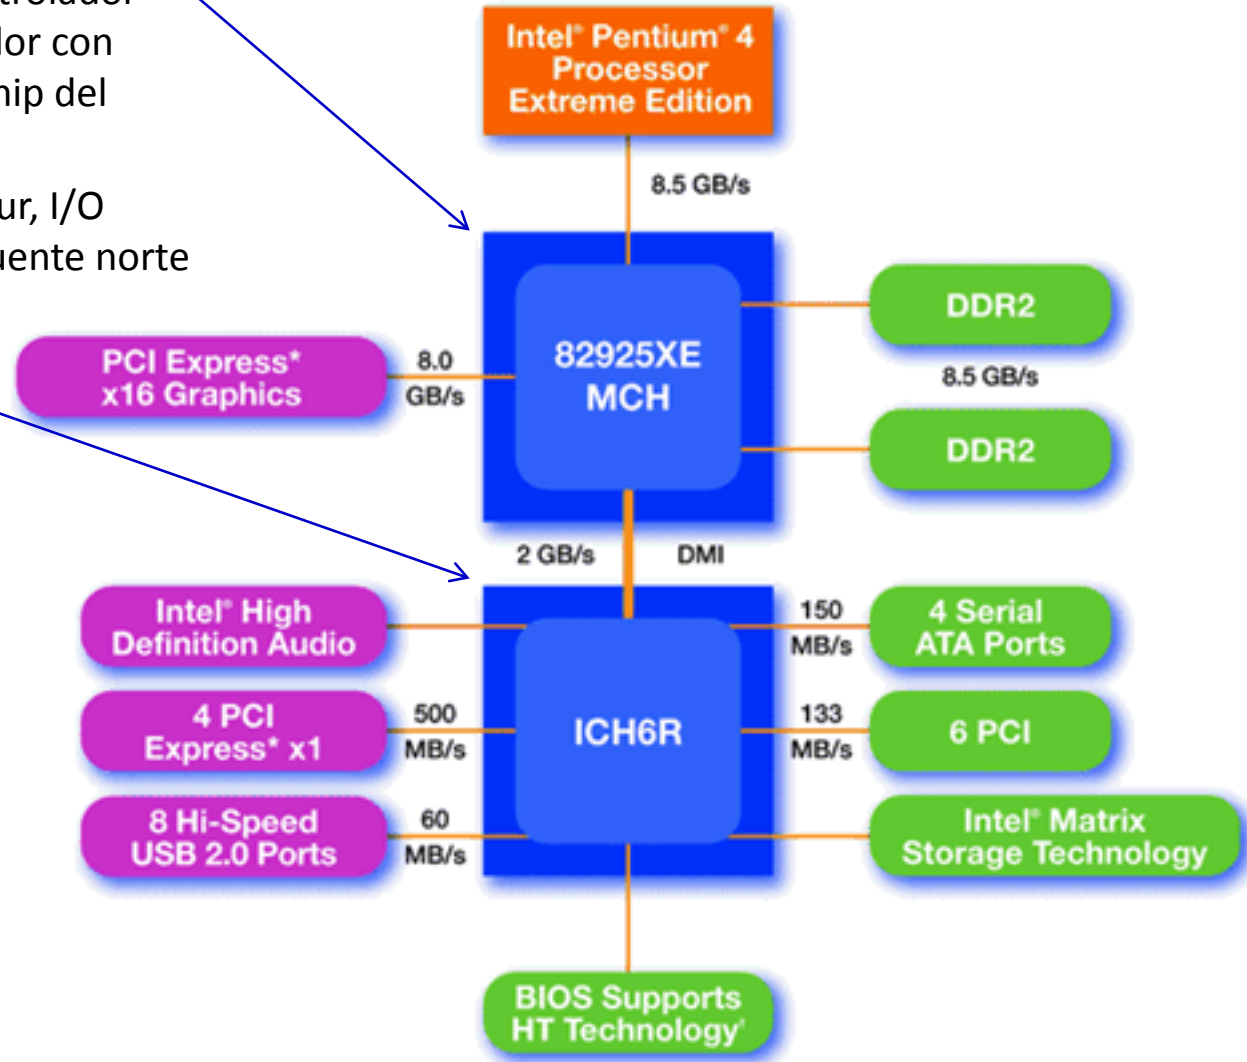 dor con
hip del
ur, I/O
uente norte
Intel® Pentium® 4
Processor
Extreme Edition
8.5 GB/s
82925XE
MCH
DDR2
8.5 GB/s
DDR2
PCI Express*
x16 Graphics
8.0
GB/s
2 GB/s
DMI
Intel® High
Definition Audio
4 PCI
Express* x1
500
MB/s
8 Hi-Speed
USB 2.0 Ports
60
MB/s
ICH6R
150
MB/s
4 Serial
ATA Ports
133
MB/s
6 PCI
Intel® Matrix
Storage Technology
BIOS Supports
HT Technology